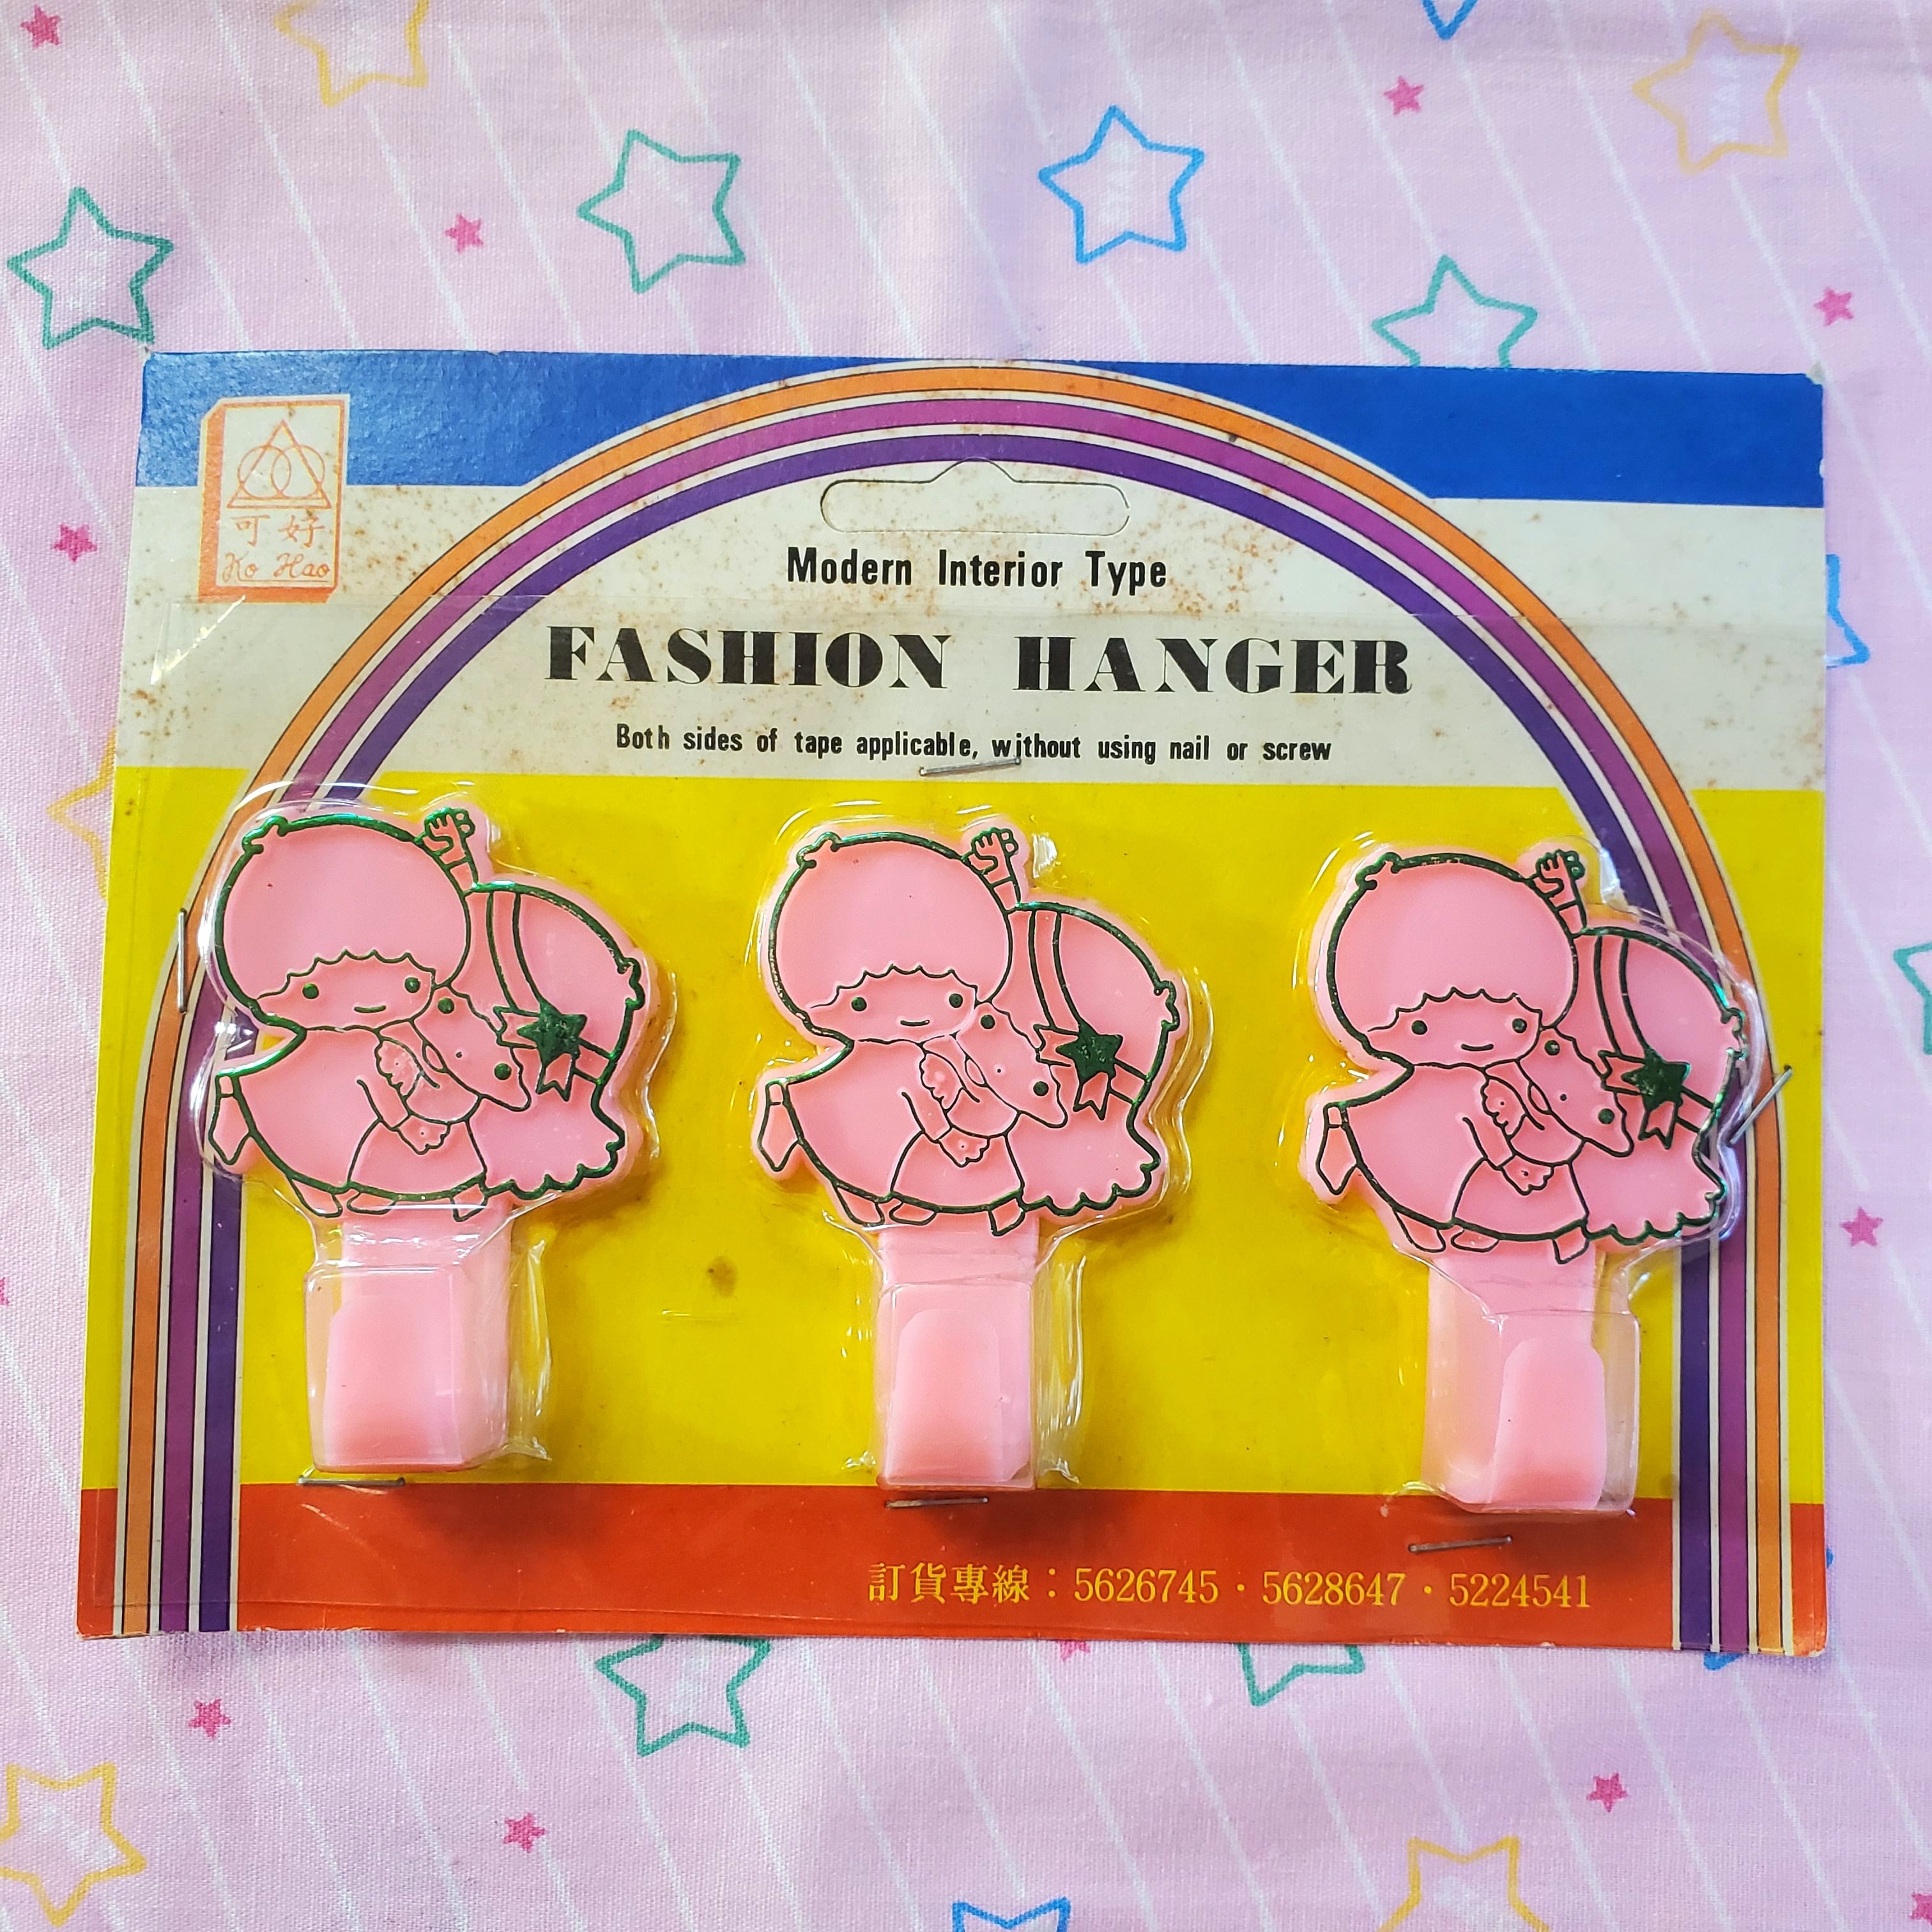 可好
Ko Hao
Modern Interior Type
FASHION HANGER
Both sides of tape applicable, without using nail or screw
訂貨專線：5626745・5628647・5224541